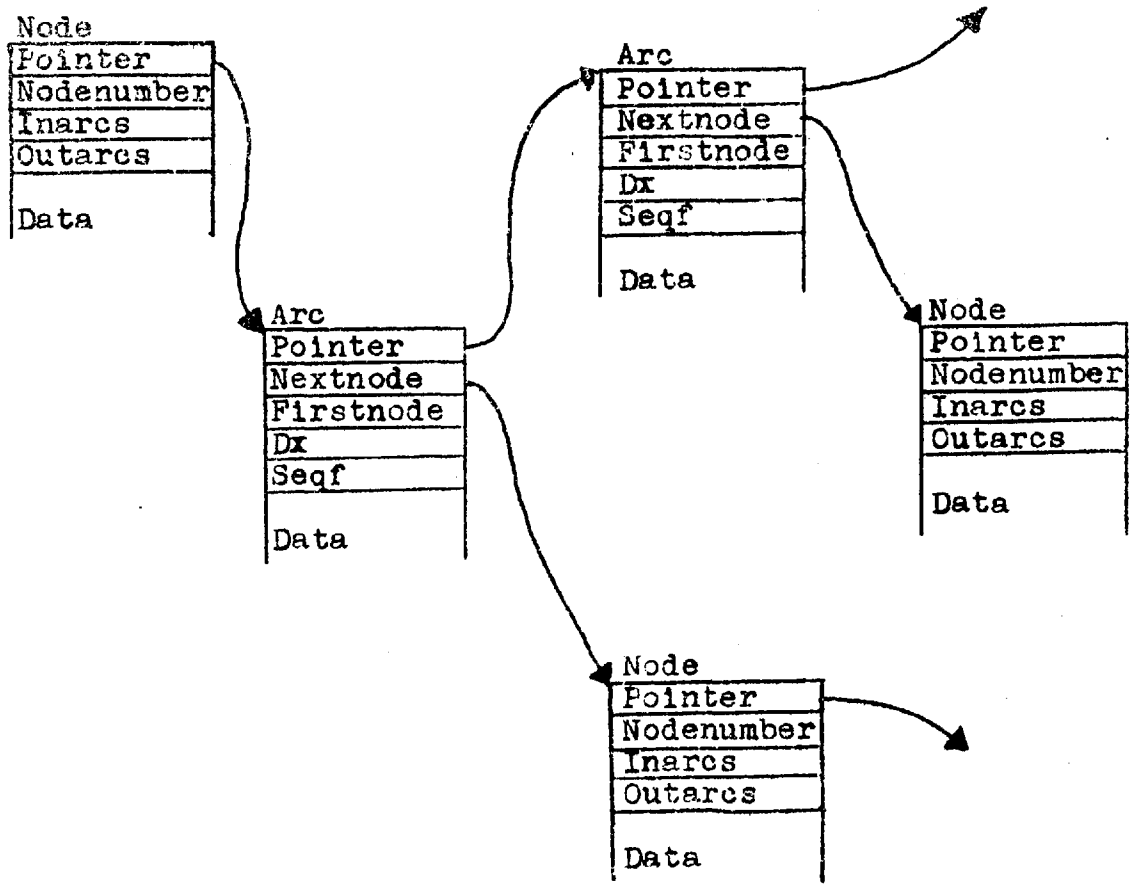 Node
Pointer
Nodenumber
Inarcs
Outarcs
Data
Arc
Pointer
Nextnode
Firstnode
Dx
Seqf
Data
Arc
Pointer
Nextnode
Firstnode
Dx
Seqf
Data
Node
Pointer
Nodenumber
Inarcs
Outarcs
Data
Node
Pointer
Nodenumber
Inarcs
Outarcs
Data